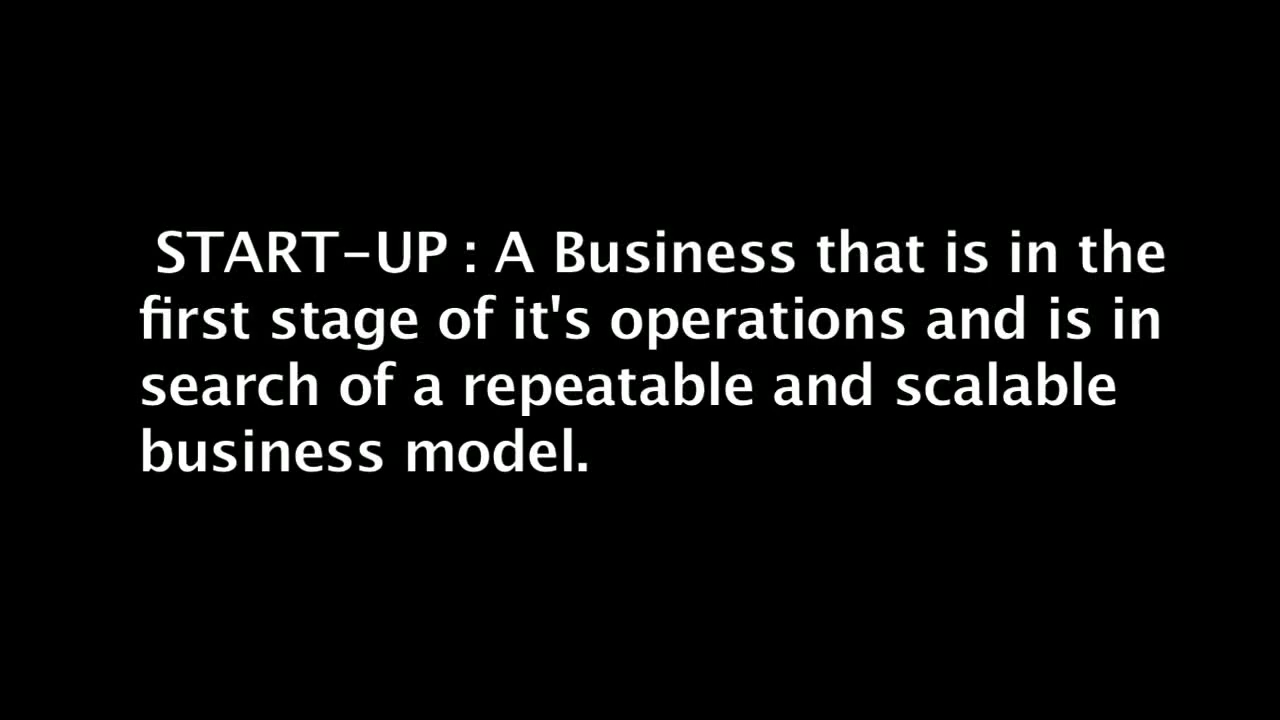 START-UP : A Business that is in the
first stage of it's operations and is in
search of a repeatable and scalable
business model.